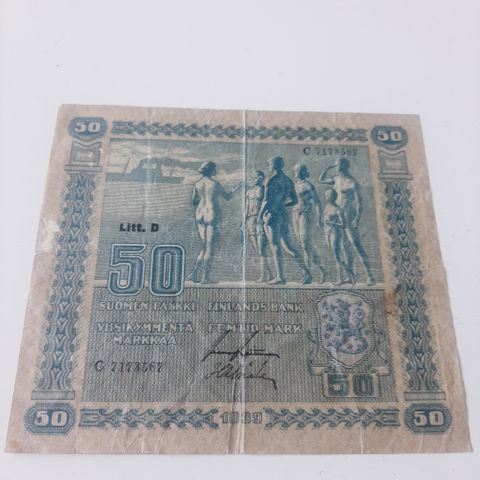 50 50
C 7173567
Litt. D
50
SUOMEN PANKKI FINLANDS BANK
VIISIKYMMENTÄ FEMTIO MARK
MARKKAA
C 7173567
50
50 1939 50